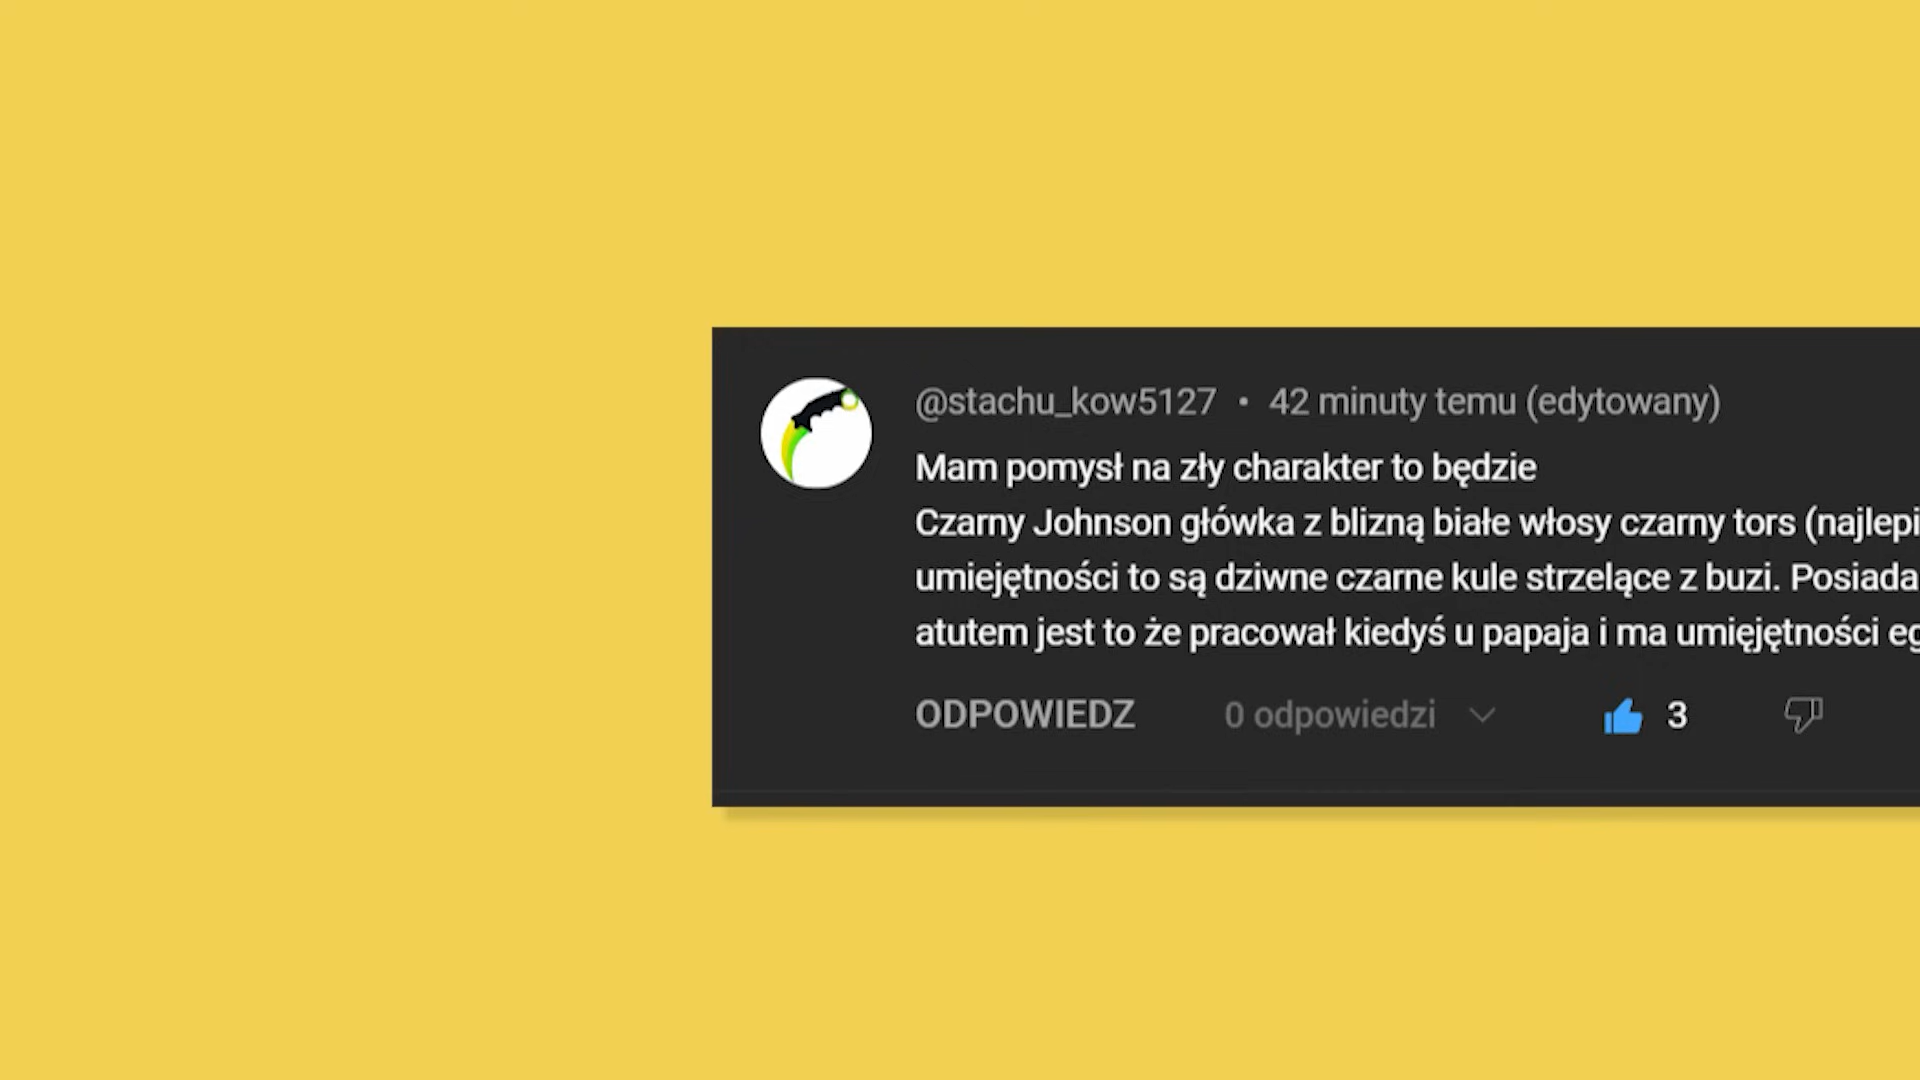 @stachu_kow5127 • 42 minuty temu (edytowany)
Mam pomysł na zły charakter to będzie
Czarny Johnson główka z blizną białe włosy czarny tors (najlepi
umiejętności to są dziwne czarne kule strzelące z buzi. Posiada
atutem jest to że pracował kiedyś u papaja i ma umięjętności eg
ODPOWIEDZ 0 odpowiedzi 3